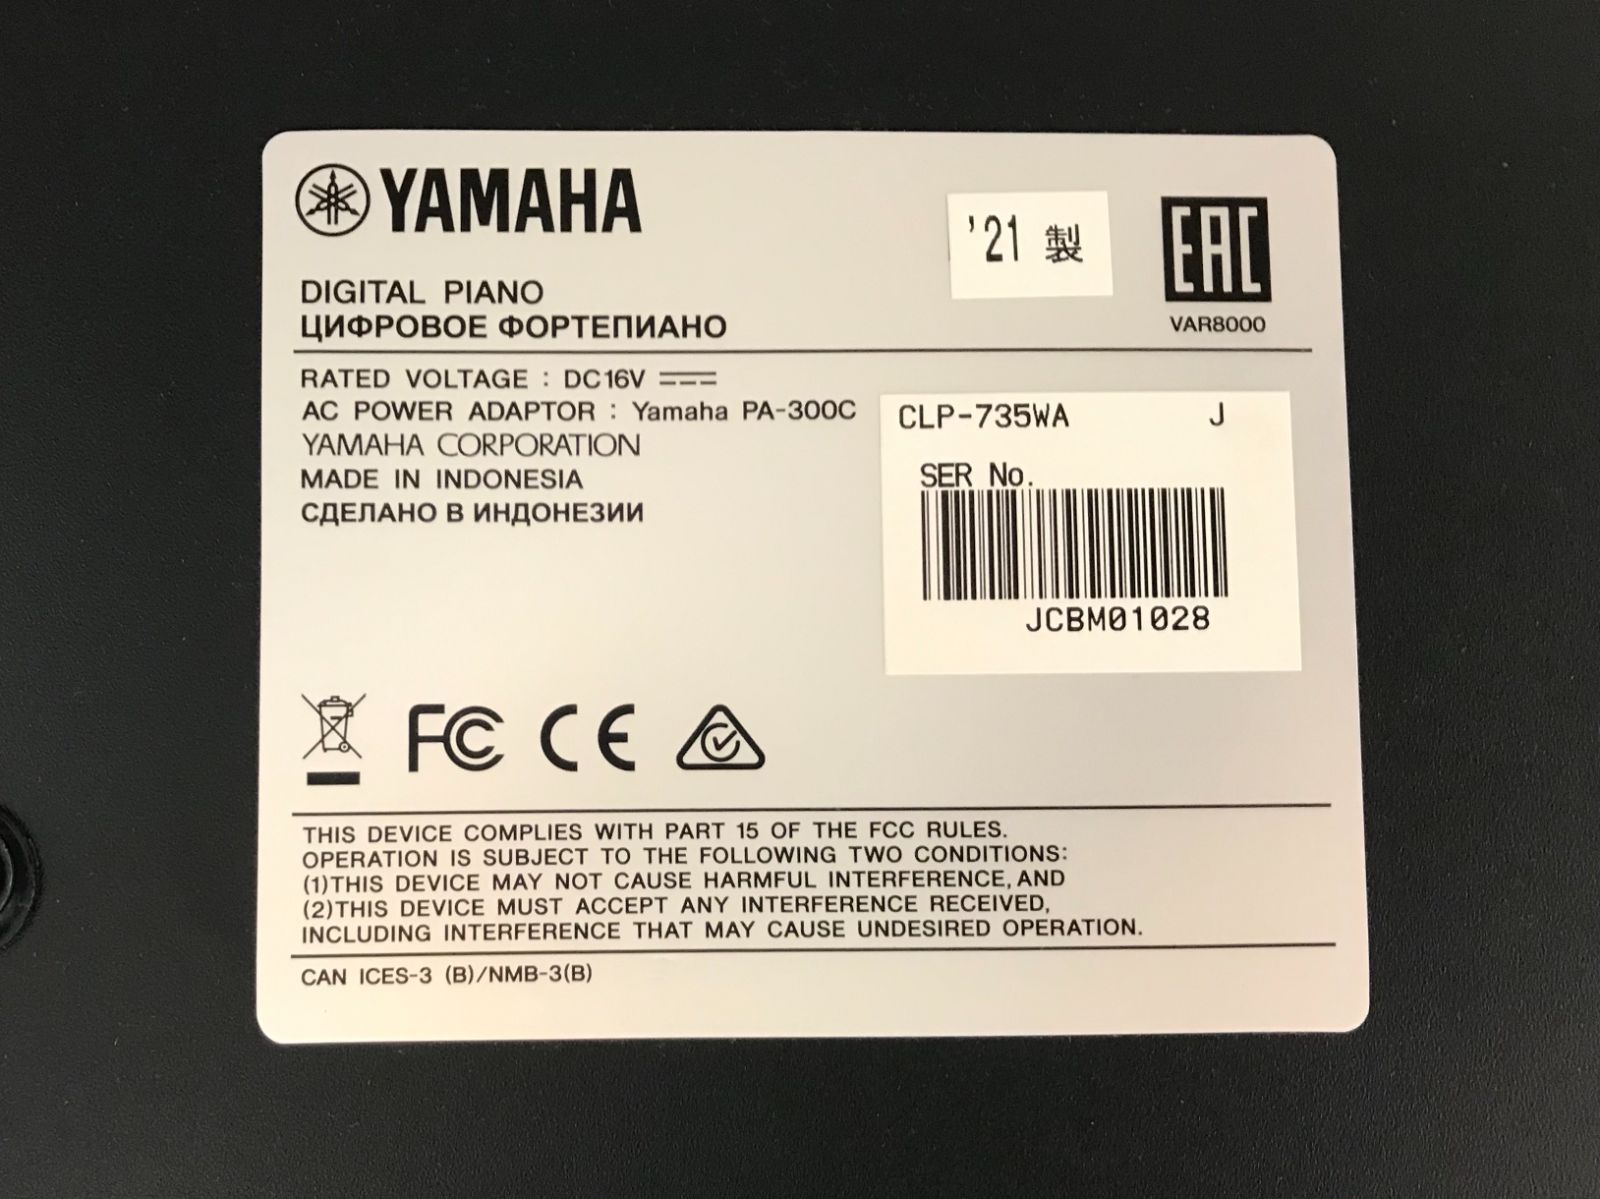 YAMAHA
'21 製
EAC
VAR8000
DIGITAL PIANO
ЦИФРОВОЕ ФОРТЕПИАНО
RATED VOLTAGE : DC16V
AC POWER ADAPTOR : Yamaha PA-300C
YAMAHA CORPORATION
MADE IN INDONESIA
СДЕЛАНО В ИНДОНЕЗИИ
CLP-735WA J
SER No.
JCBM01028
FC CE
THIS DEVICE COMPLIES WITH PART 15 OF THE FCC RULES.
OPERATION IS SUBJECT TO THE FOLLOWING TWO CONDITIONS:
(1)THIS DEVICE MAY NOT CAUSE HARMFUL INTERFERENCE, AND
(2)THIS DEVICE MUST ACCEPT ANY INTERFERENCE RECEIVED,
INCLUDING INTERFERENCE THAT MAY CAUSE UNDESIRED OPERATION.
CAN ICES-3 (B)/NMB-3(B)